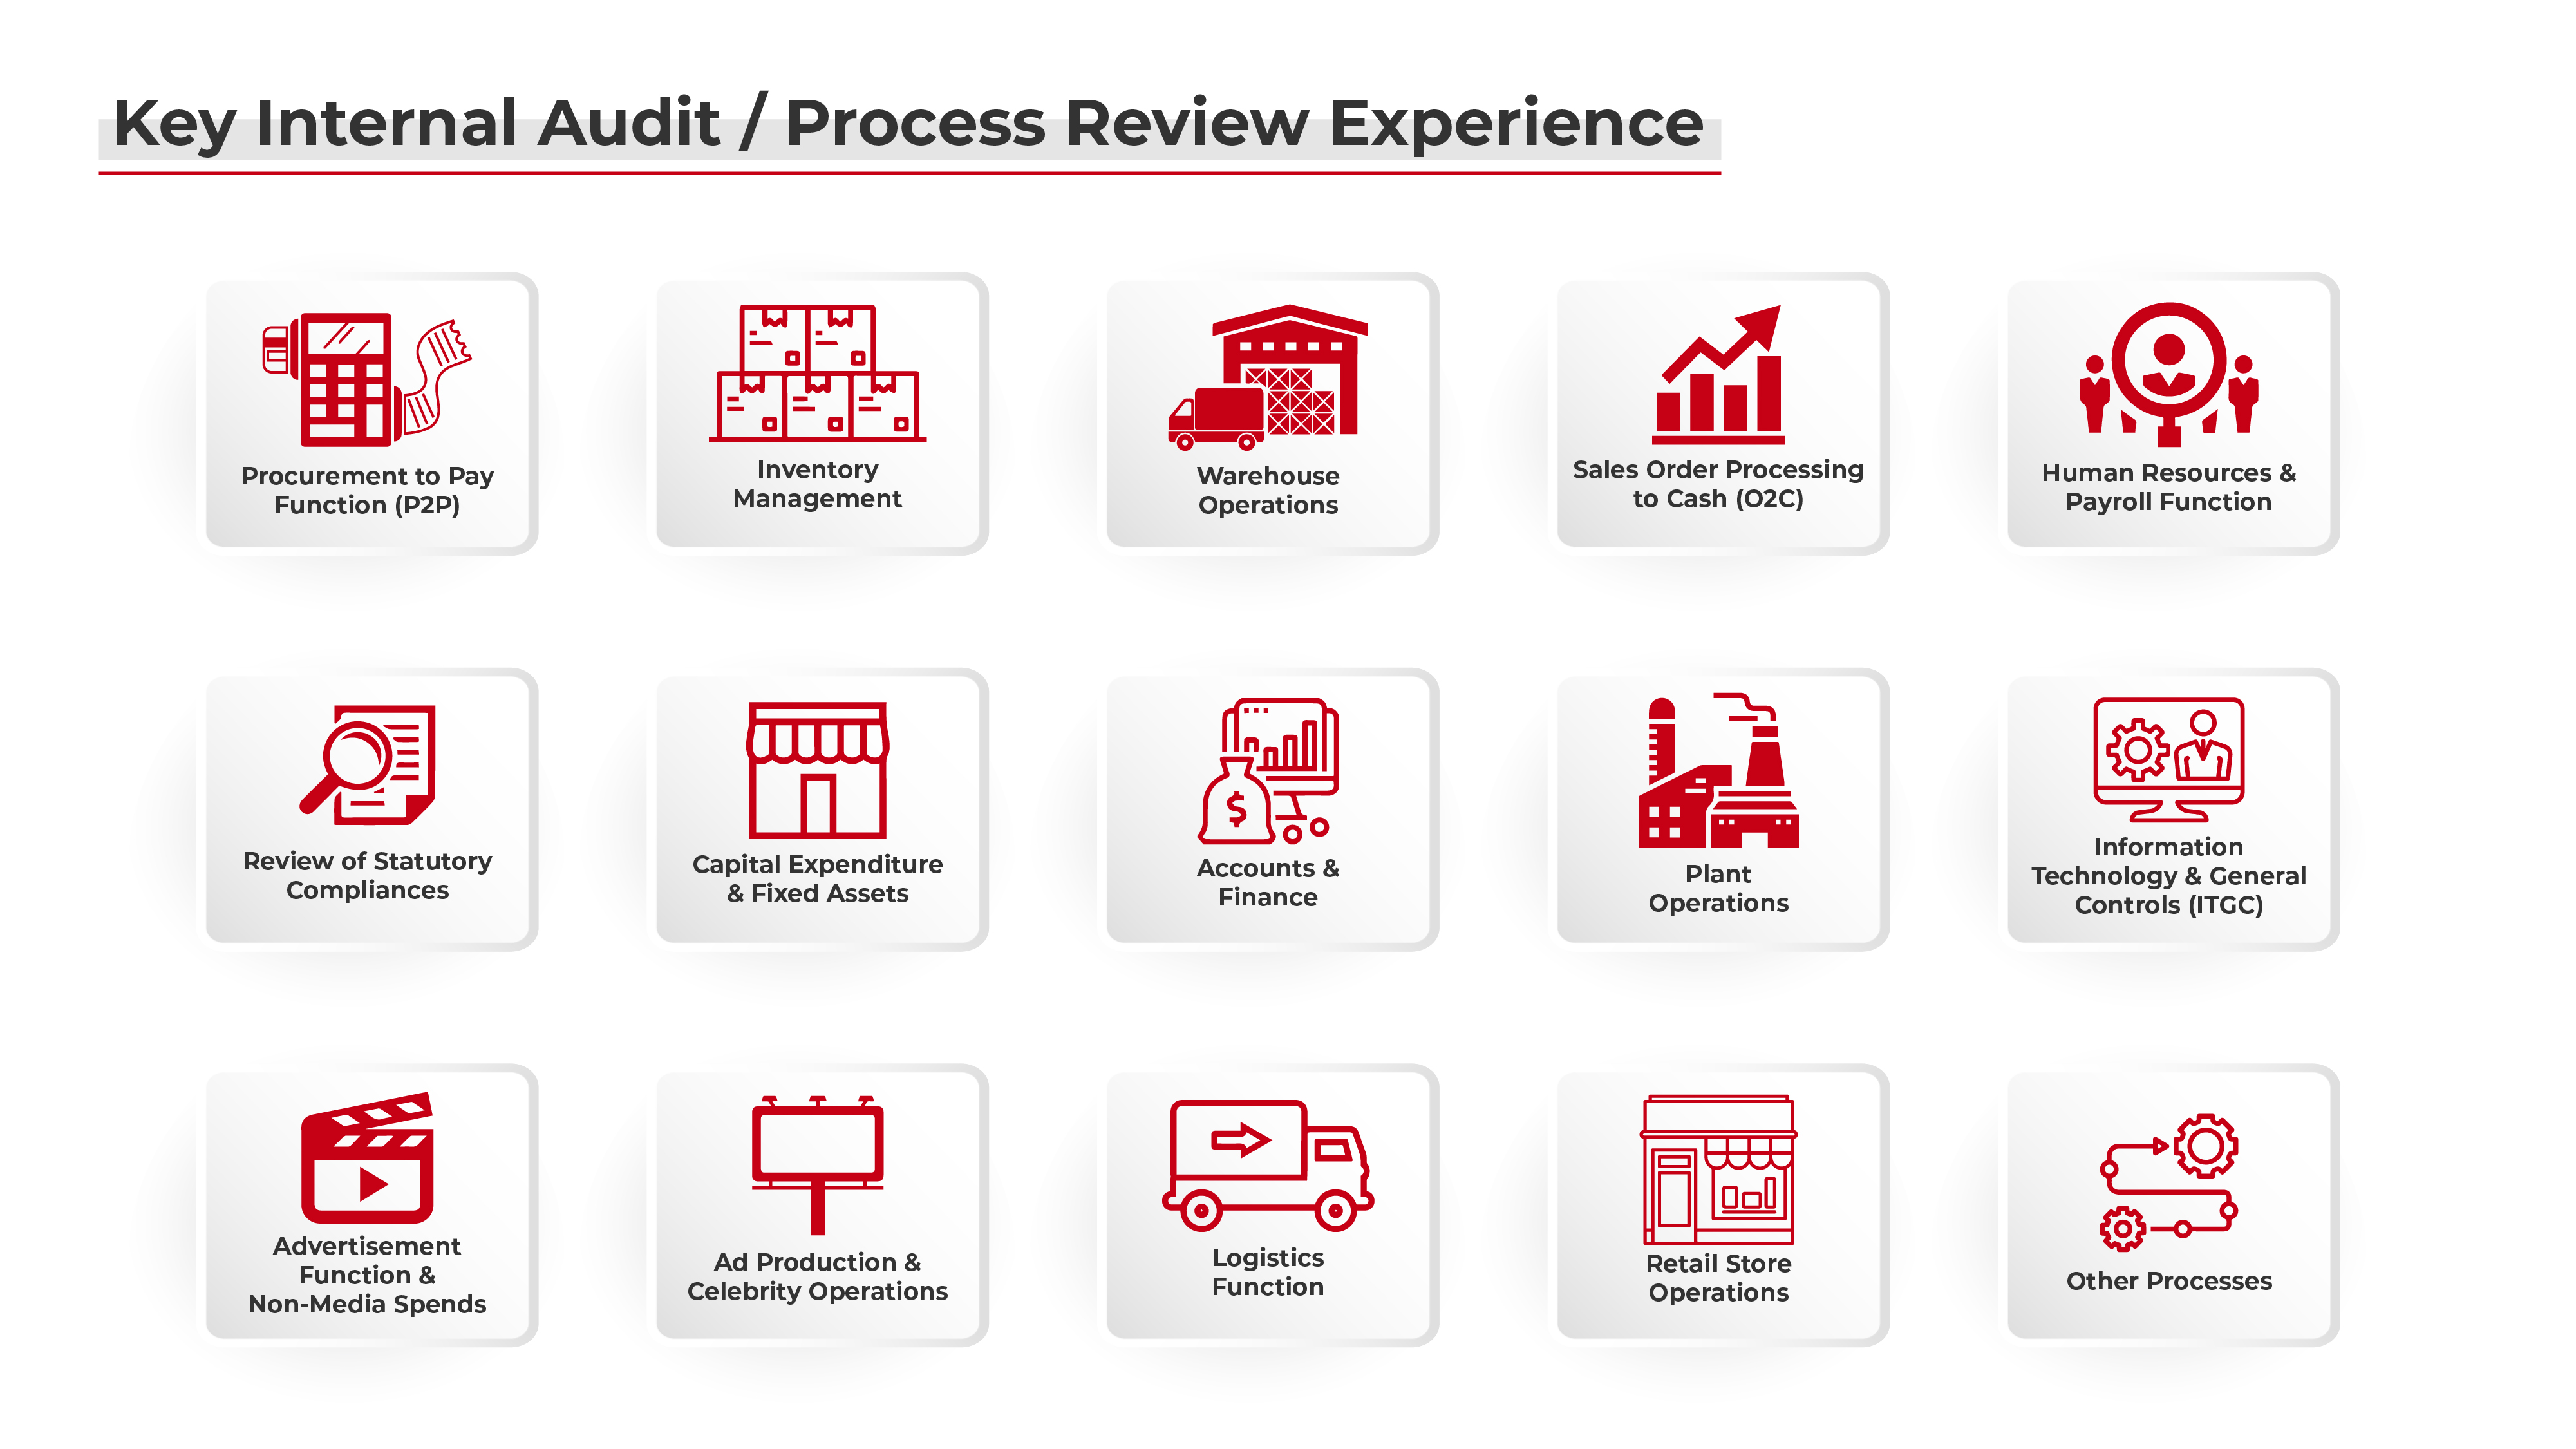 Key Internal Audit / Process Review Experience
Procurement to Pay
Function (P2P)
Inventory
Management
Warehouse
Operations
Sales Order Processing
to Cash (O2C)
Human Resources &
Payroll Function
Review of Statutory
Compliances
Capital Expenditure
& Fixed Assets
$
Accounts &
Finance
Plant
Operations
Information
Technology & General
Controls (ITGC)
Advertisement
Function &
Non-Media Spends
Ad Production &
Celebrity Operations
Logistics
Function
Retail Store
Operations
Other Processes